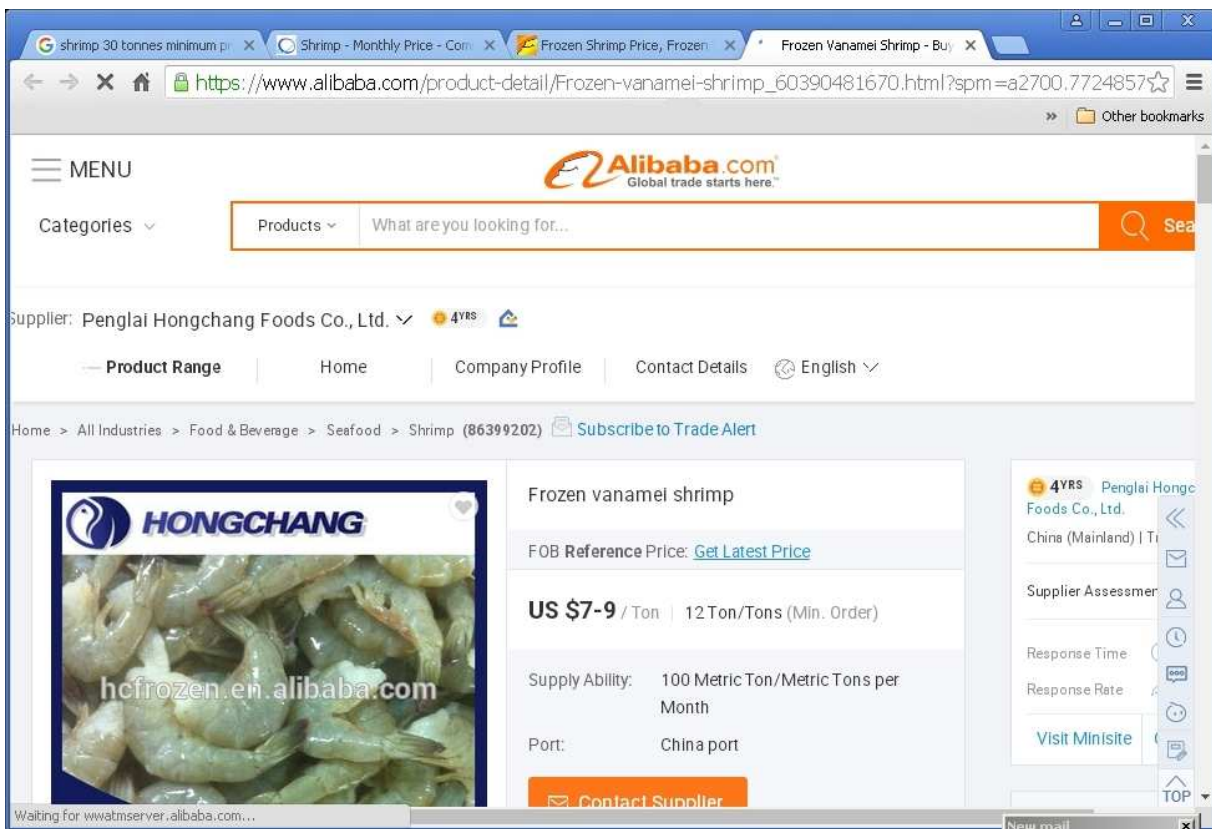 shrimp 30 tonnes minimum pr
Shrimp - Monthly Price - Com
Frozen Shrimp Price, Frozen
Frozen Vanamei Shrimp - Buy
https://www.alibaba.com/product-detail/Frozen-vanamei-shrimp_60390481670.html?spm=a2700.7724857
» Other bookmarks
MENU
Alibaba.com
Global trade starts here.™
Categories
Products
What are you looking for...
Sea
Supplier: Penglai Hongchang Foods Co., Ltd. 4YRS
Product Range Home Company Profile Contact Details English
Home > All Industries > Food & Beverage > Seafood > Shrimp (86399202) Subscribe to Trade Alert
HONGCHANG
hcfrozen.en.alibaba.com
Frozen vanamei shrimp
FOB Reference Price: Get Latest Price
US $7-9 / Ton | 12 Ton/Tons (Min. Order)
Supply Ability: 100 Metric Ton/Metric Tons per
Month
Port: China port
Contact Supplier
4YRS Penglai Hongc
Foods Co., Ltd.
China (Mainland) |
Supplier Assessmen
Response Time
Response Rate
Visit Minisite
TOP
Waiting for wwatmserver.alibaba.com...
New mail